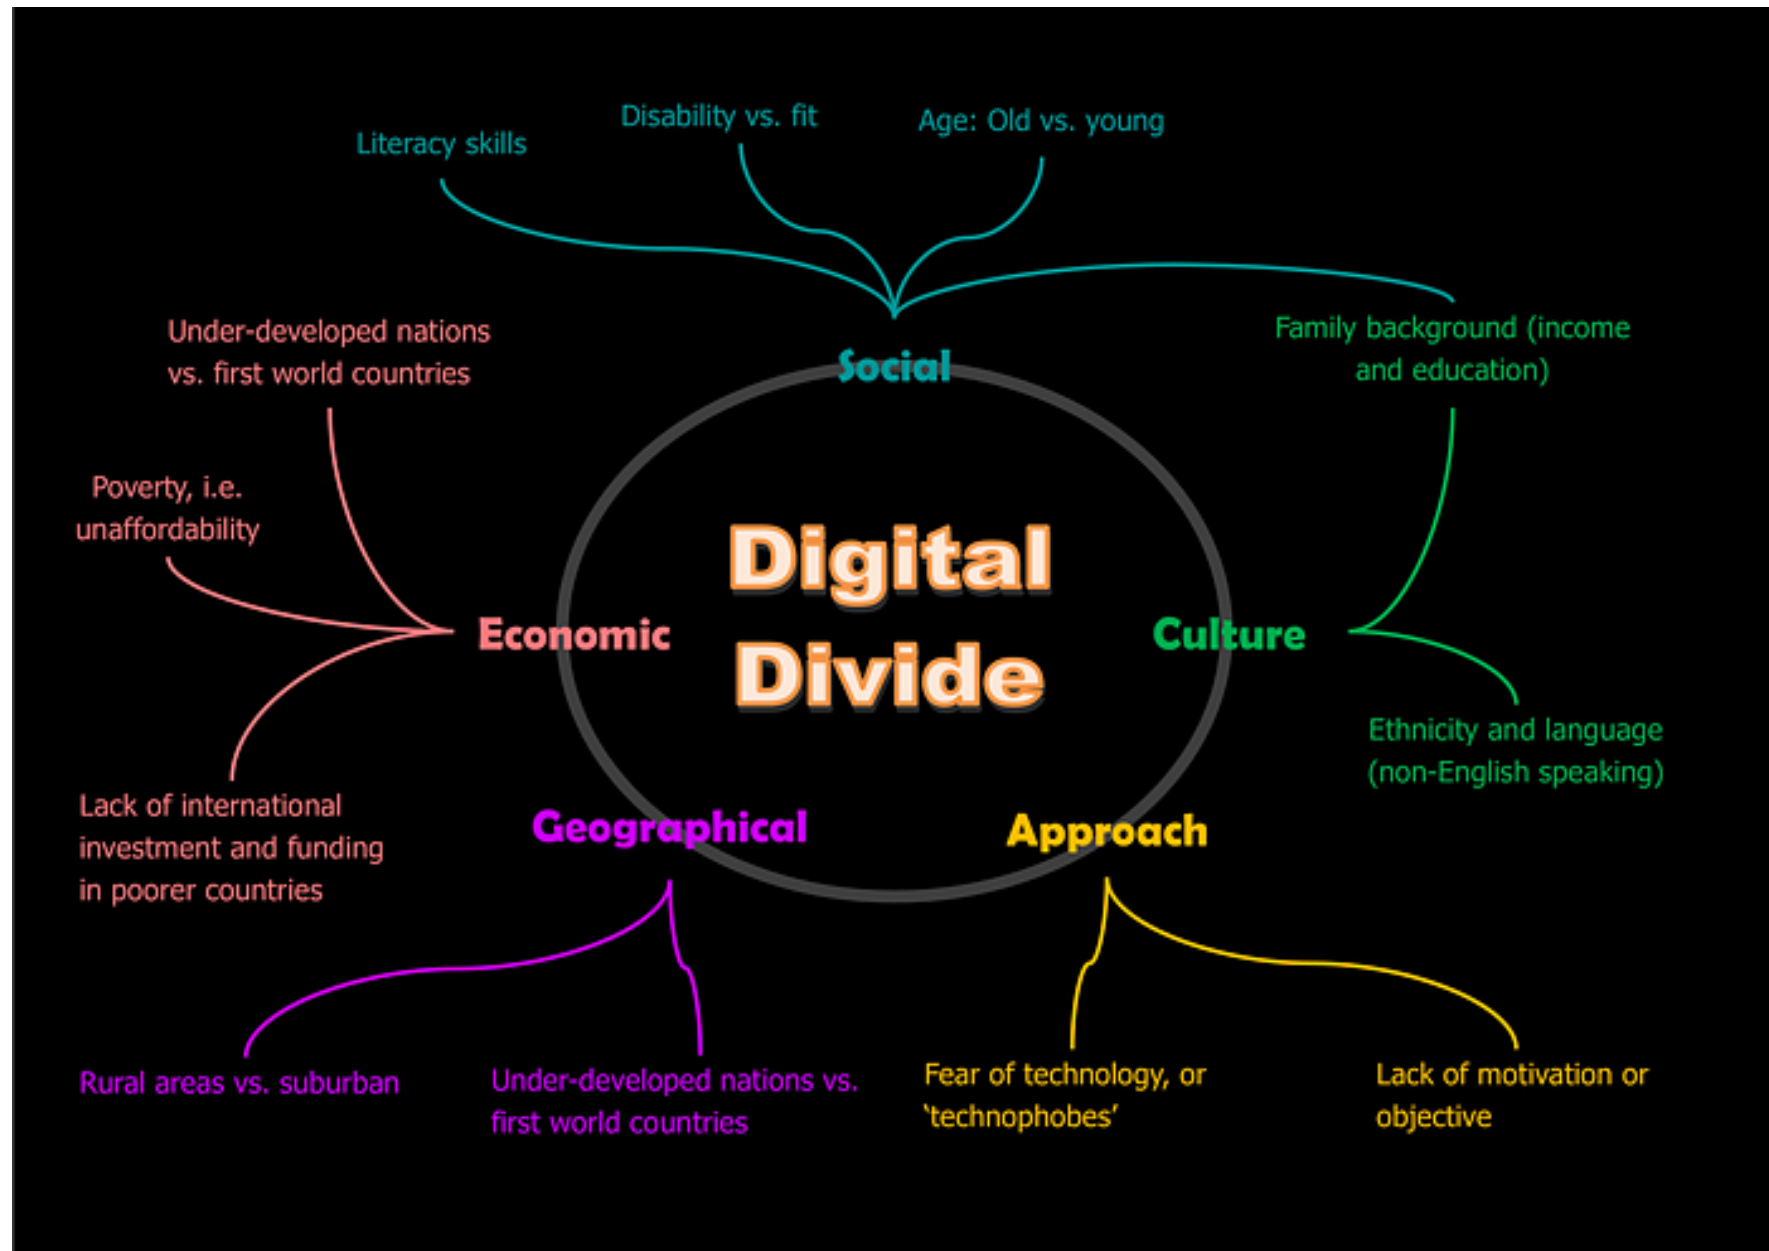 Literacy skills
Disability vs. fit
Age: Old vs. young
Social
Under-developed nations
vs. first world countries
Poverty, i.e.
unaffordability
Economic
Lack of international
investment and funding
in poorer countries
Digital
Divide
Family background (income
and education)
Culture
Ethnicity and language
(non-English speaking)
Geographical
Rural areas vs. suburban
Under-developed nations vs.
first world countries
Approach
Fear of technology, or
‘technophobes’
Lack of motivation or
objective